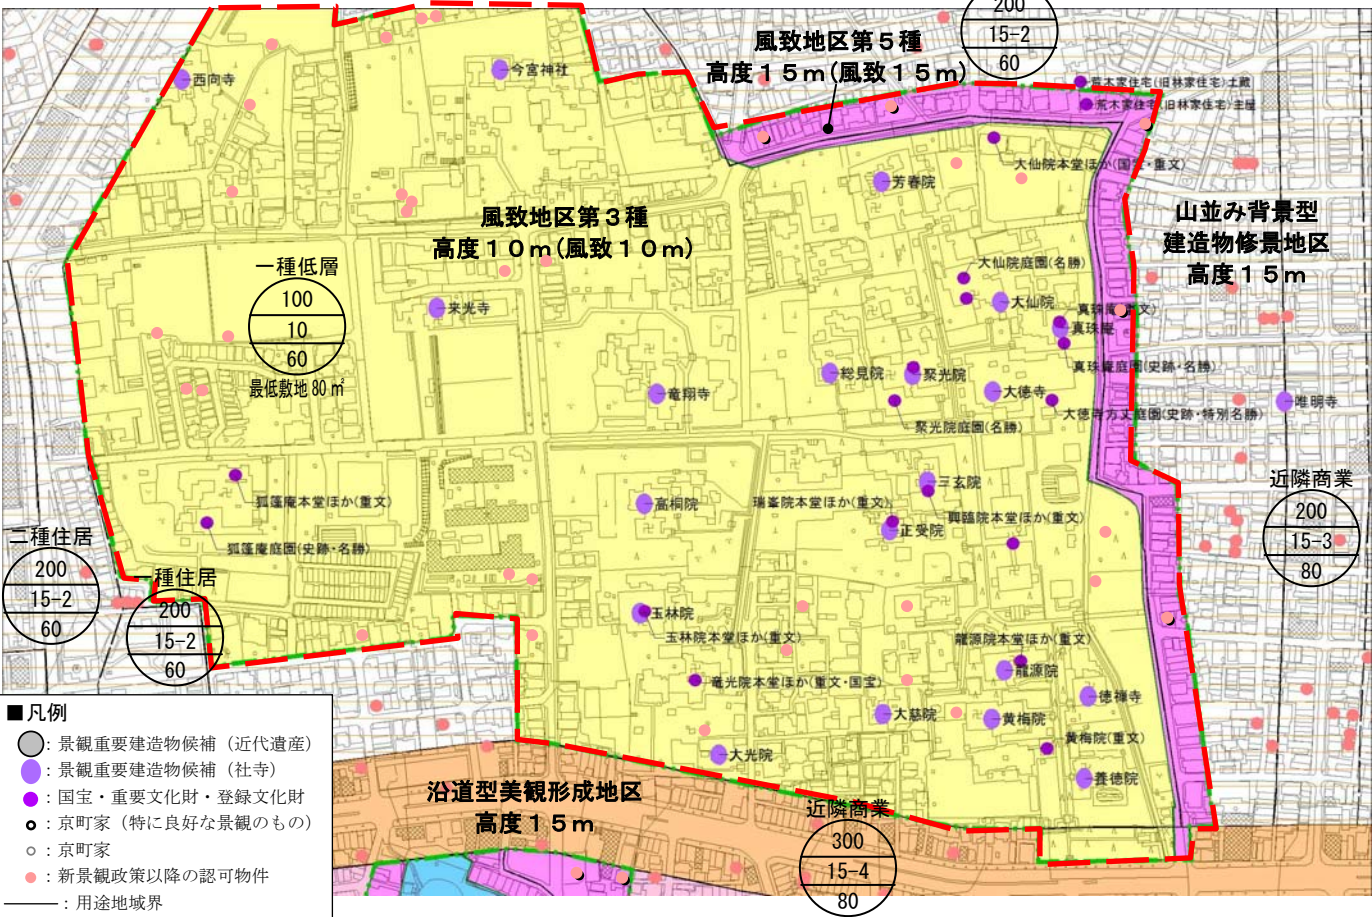 200
15-2
60
風致地区第５種
高度１５ｍ(風致１５ｍ)
荒木家住宅(旧林家住宅)土蔵
荒木家住宅(旧林家住宅)主屋
西向寺
今宮神社
大仙院本堂ほか(国宝・重文)
芳春院
風致地区第３種
高度１０ｍ(風致１０ｍ)
山並み背景型
建造物修景地区
高度１５ｍ
一種低層
100
10
60
最低敷地 80 ㎡
来光寺
大仙院庭園(名勝)
大仙院
真珠庵(重文)
真珠庵
真珠庵庭園(史跡・名勝)
総見院
聚光院
竜翔寺
大徳寺
大徳寺方丈庭園(史跡・特別名勝)
唯明寺
聚光院庭園(名勝)
狐篷庵本堂ほか(重文)
狐篷庵庭園(史跡・名勝)
高桐院
瑞峯院本堂ほか(重文)
三玄院
興臨院本堂ほか(重文)
正受院
近隣商業
200
15-3
80
二種住居
200
15-2
60
一種住居
200
15-2
60
玉林院
玉林院本堂ほか(重文)
龍源院本堂ほか(重文)
龍源院
竜光院本堂ほか(重文・国宝)
徳禅寺
大慈院
黄梅院
黄梅院(重文)
大光院
養徳院
沿道型美観形成地区
高度１５ｍ
近隣商業
300
15-4
80
■凡例
：景観重要建造物候補（近代遺産）
：景観重要建造物候補（社寺）
：国宝・重要文化財・登録文化財
：京町家（特に良好な景観のもの）
：京町家
：新景観政策以降の認可物件
：用途地域界